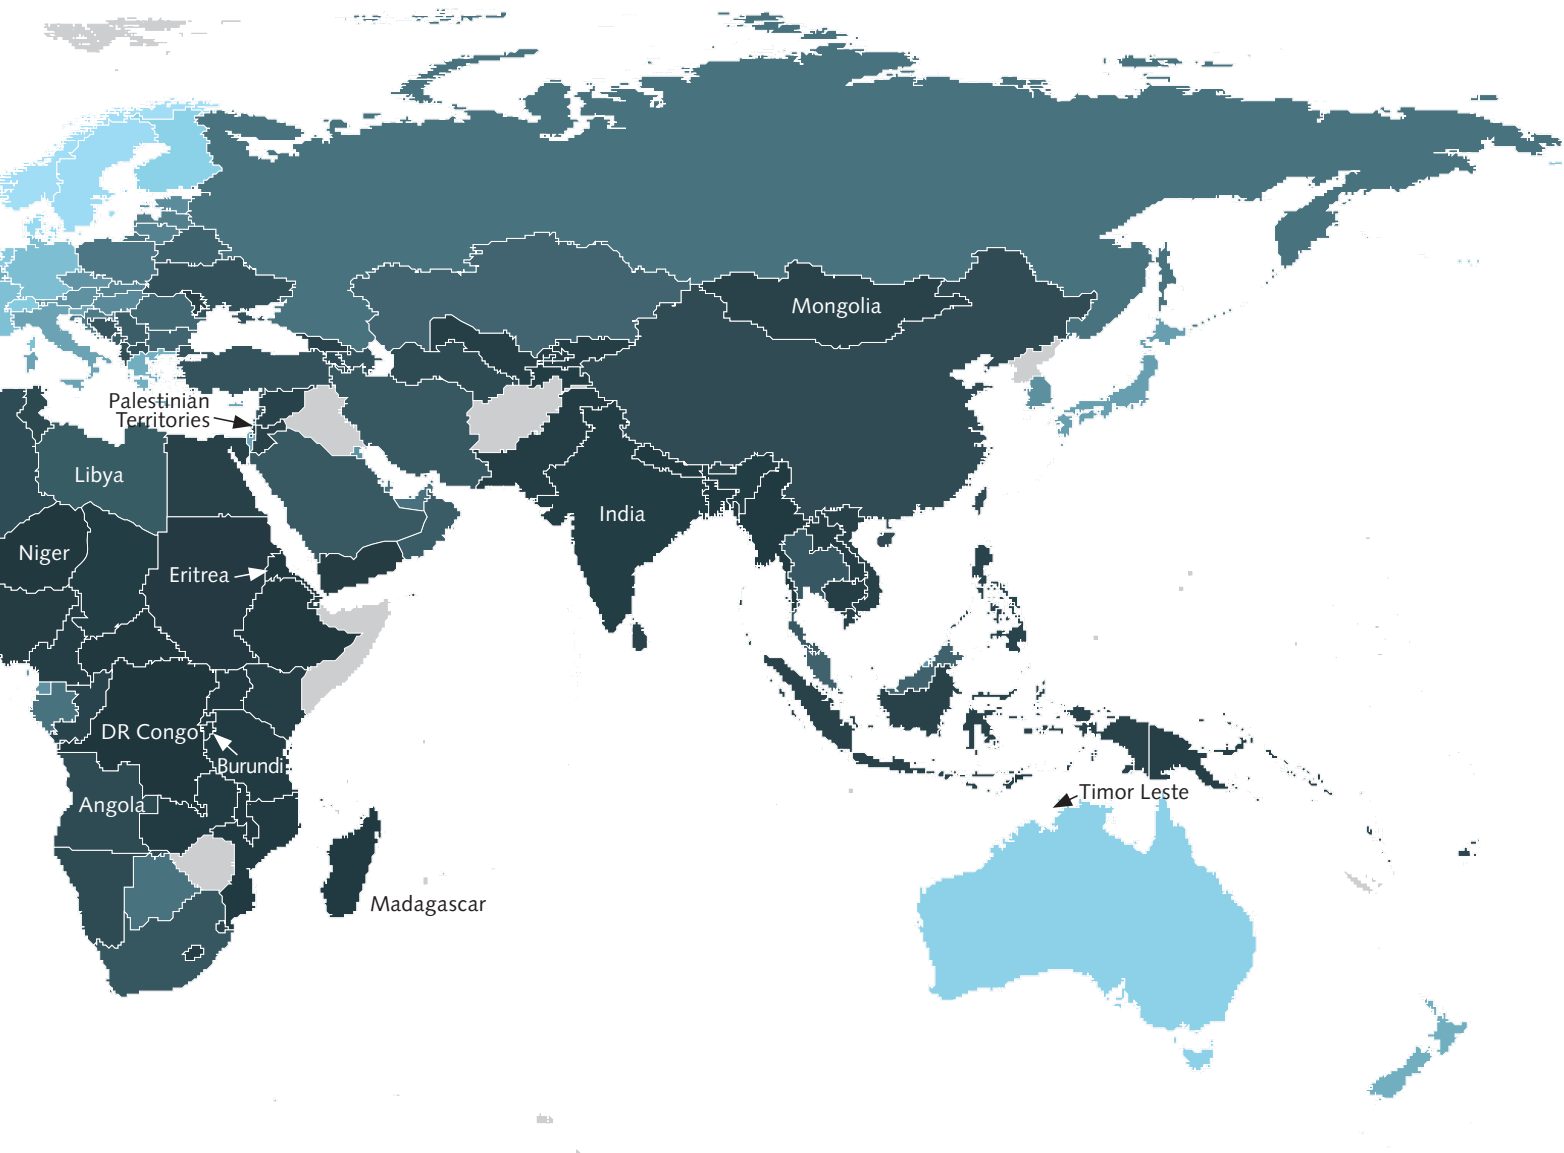 Mongolia
Palestinian
Territories
Libya
India
Niger
Eritrea
DR Congo
Burundi
Angola
Timor Leste
Madagascar